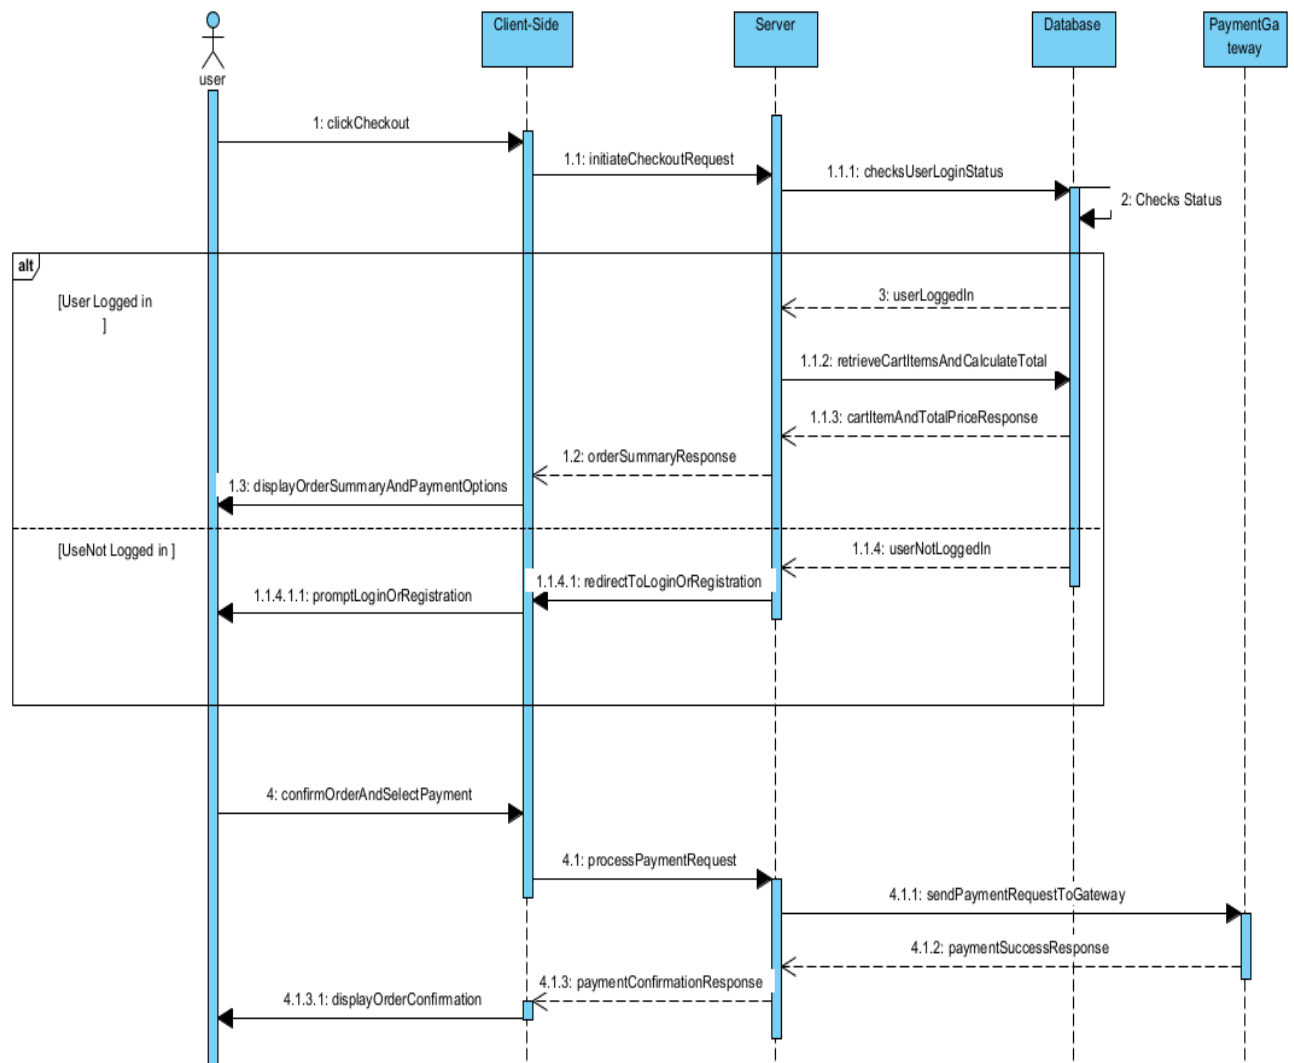 Client-Side
Server
Database
PaymentGa
teway
user
1: clickCheckout
1.1: initiateCheckoutRequest
1.1.1: checksUserLoginStatus
2: Checks Status
alt
[User Logged in
]
3: userLoggedIn
1.1.2: retrieveCartItemsAndCalculateTotal
1.1.3: cartItemAndTotalPriceResponse
1.2: orderSummaryResponse
1.3: displayOrderSummaryAndPaymentOptions
[UseNot Logged in ]
1.1.4: userNotLoggedIn
1.1.4.1: redirectToLoginOrRegistration
1.1.4.1.1: promptLoginOrRegistration
4: confirmOrderAndSelectPayment
4.1: processPaymentRequest
4.1.1: sendPaymentRequestToGateway
4.1.2: paymentSuccessResponse
4.1.3: paymentConfirmationResponse
4.1.3.1: displayOrderConfirmation